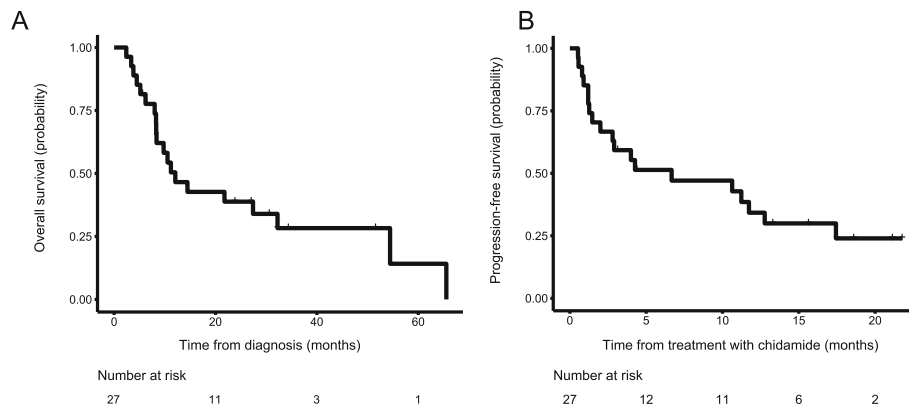 A
Overall survival (probability)
1.00
0.75
0.50
0.25
0.00
0 20 40 60
Time from diagnosis (months)
Number at risk
27 11 3 1
B
Progression-free survival (probability)
1.00
0.75
0.50
0.25
0.00
0 5 10 15 20
Time from treatment with chidamide (months)
Number at risk
27 12 11 6 2